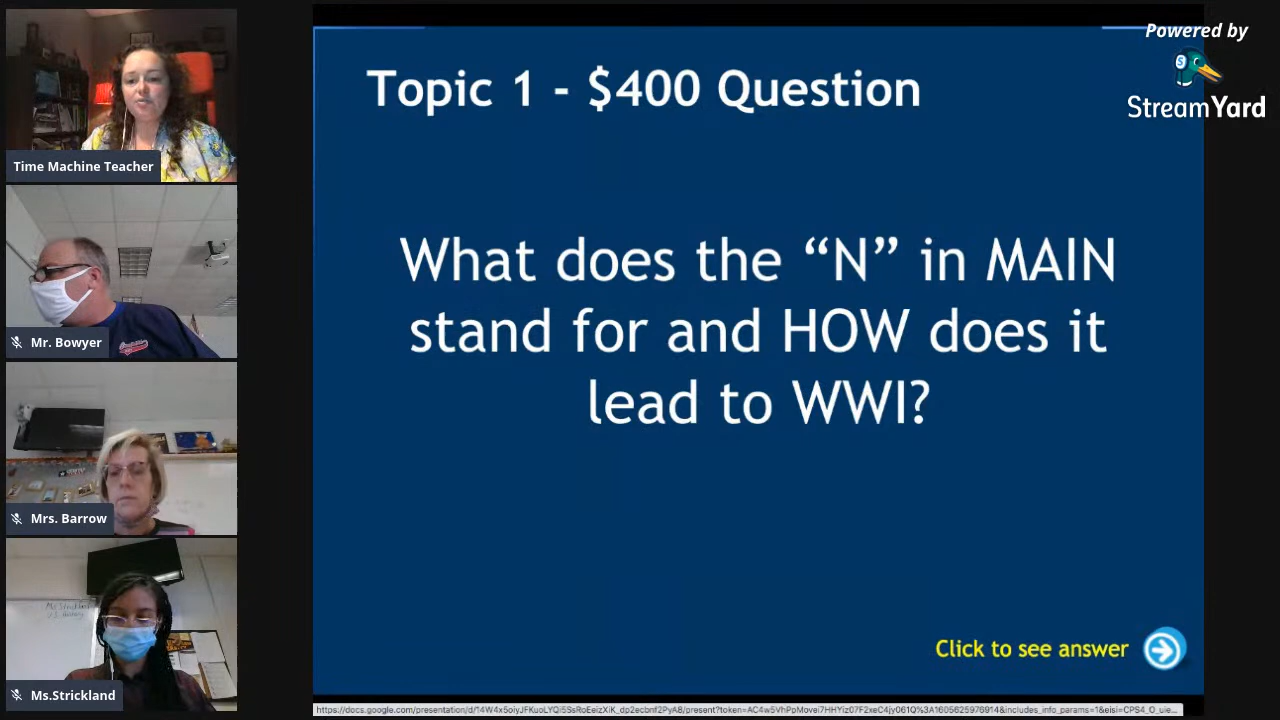 Powered by
StreamYard
Time Machine Teacher
Mr. Bowyer
Mrs. Barrow
Ms.Strickland
Topic 1 - $400 Question
What does the “N” in MAIN
stand for and HOW does it
lead to WWI?
Click to see answer